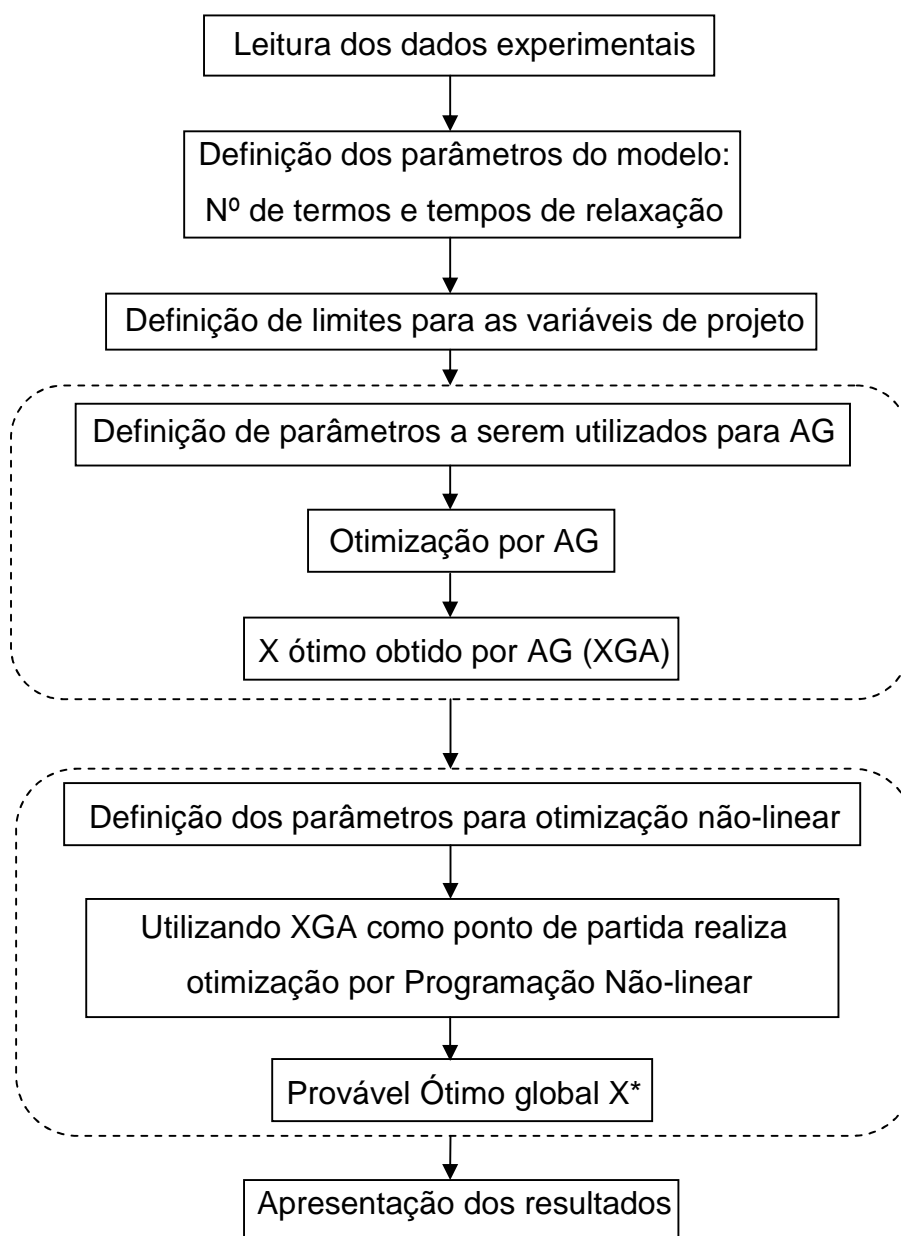 Leitura dos dados experimentais
Definição dos parâmetros do modelo:
Nº de termos e tempos de relaxação
Definição de limites para as variáveis de projeto
Definição de parâmetros a serem utilizados para AG
Otimização por AG
X ótimo obtido por AG (XGA)
Definição dos parâmetros para otimização não-linear
Utilizando XGA como ponto de partida realiza
otimização por Programação Não-linear
Provável Ótimo global X*
Apresentação dos resultados